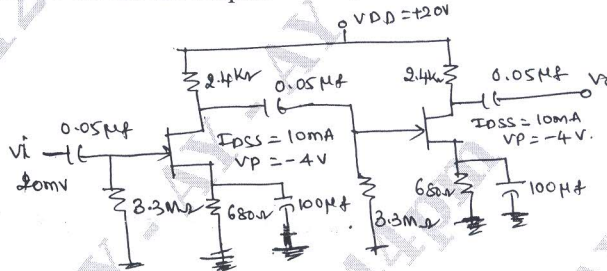 VDD = +20V
2.4KΩ
0.05μf
2.4KΩ
0.05μf
0.05μf
IDSS = 10mA
VP = -4V
IDSS = 10mA
VP = -4V.
Vi
20mV
3.3MΩ
680Ω
100μf
3.3MΩ
680Ω
100μf